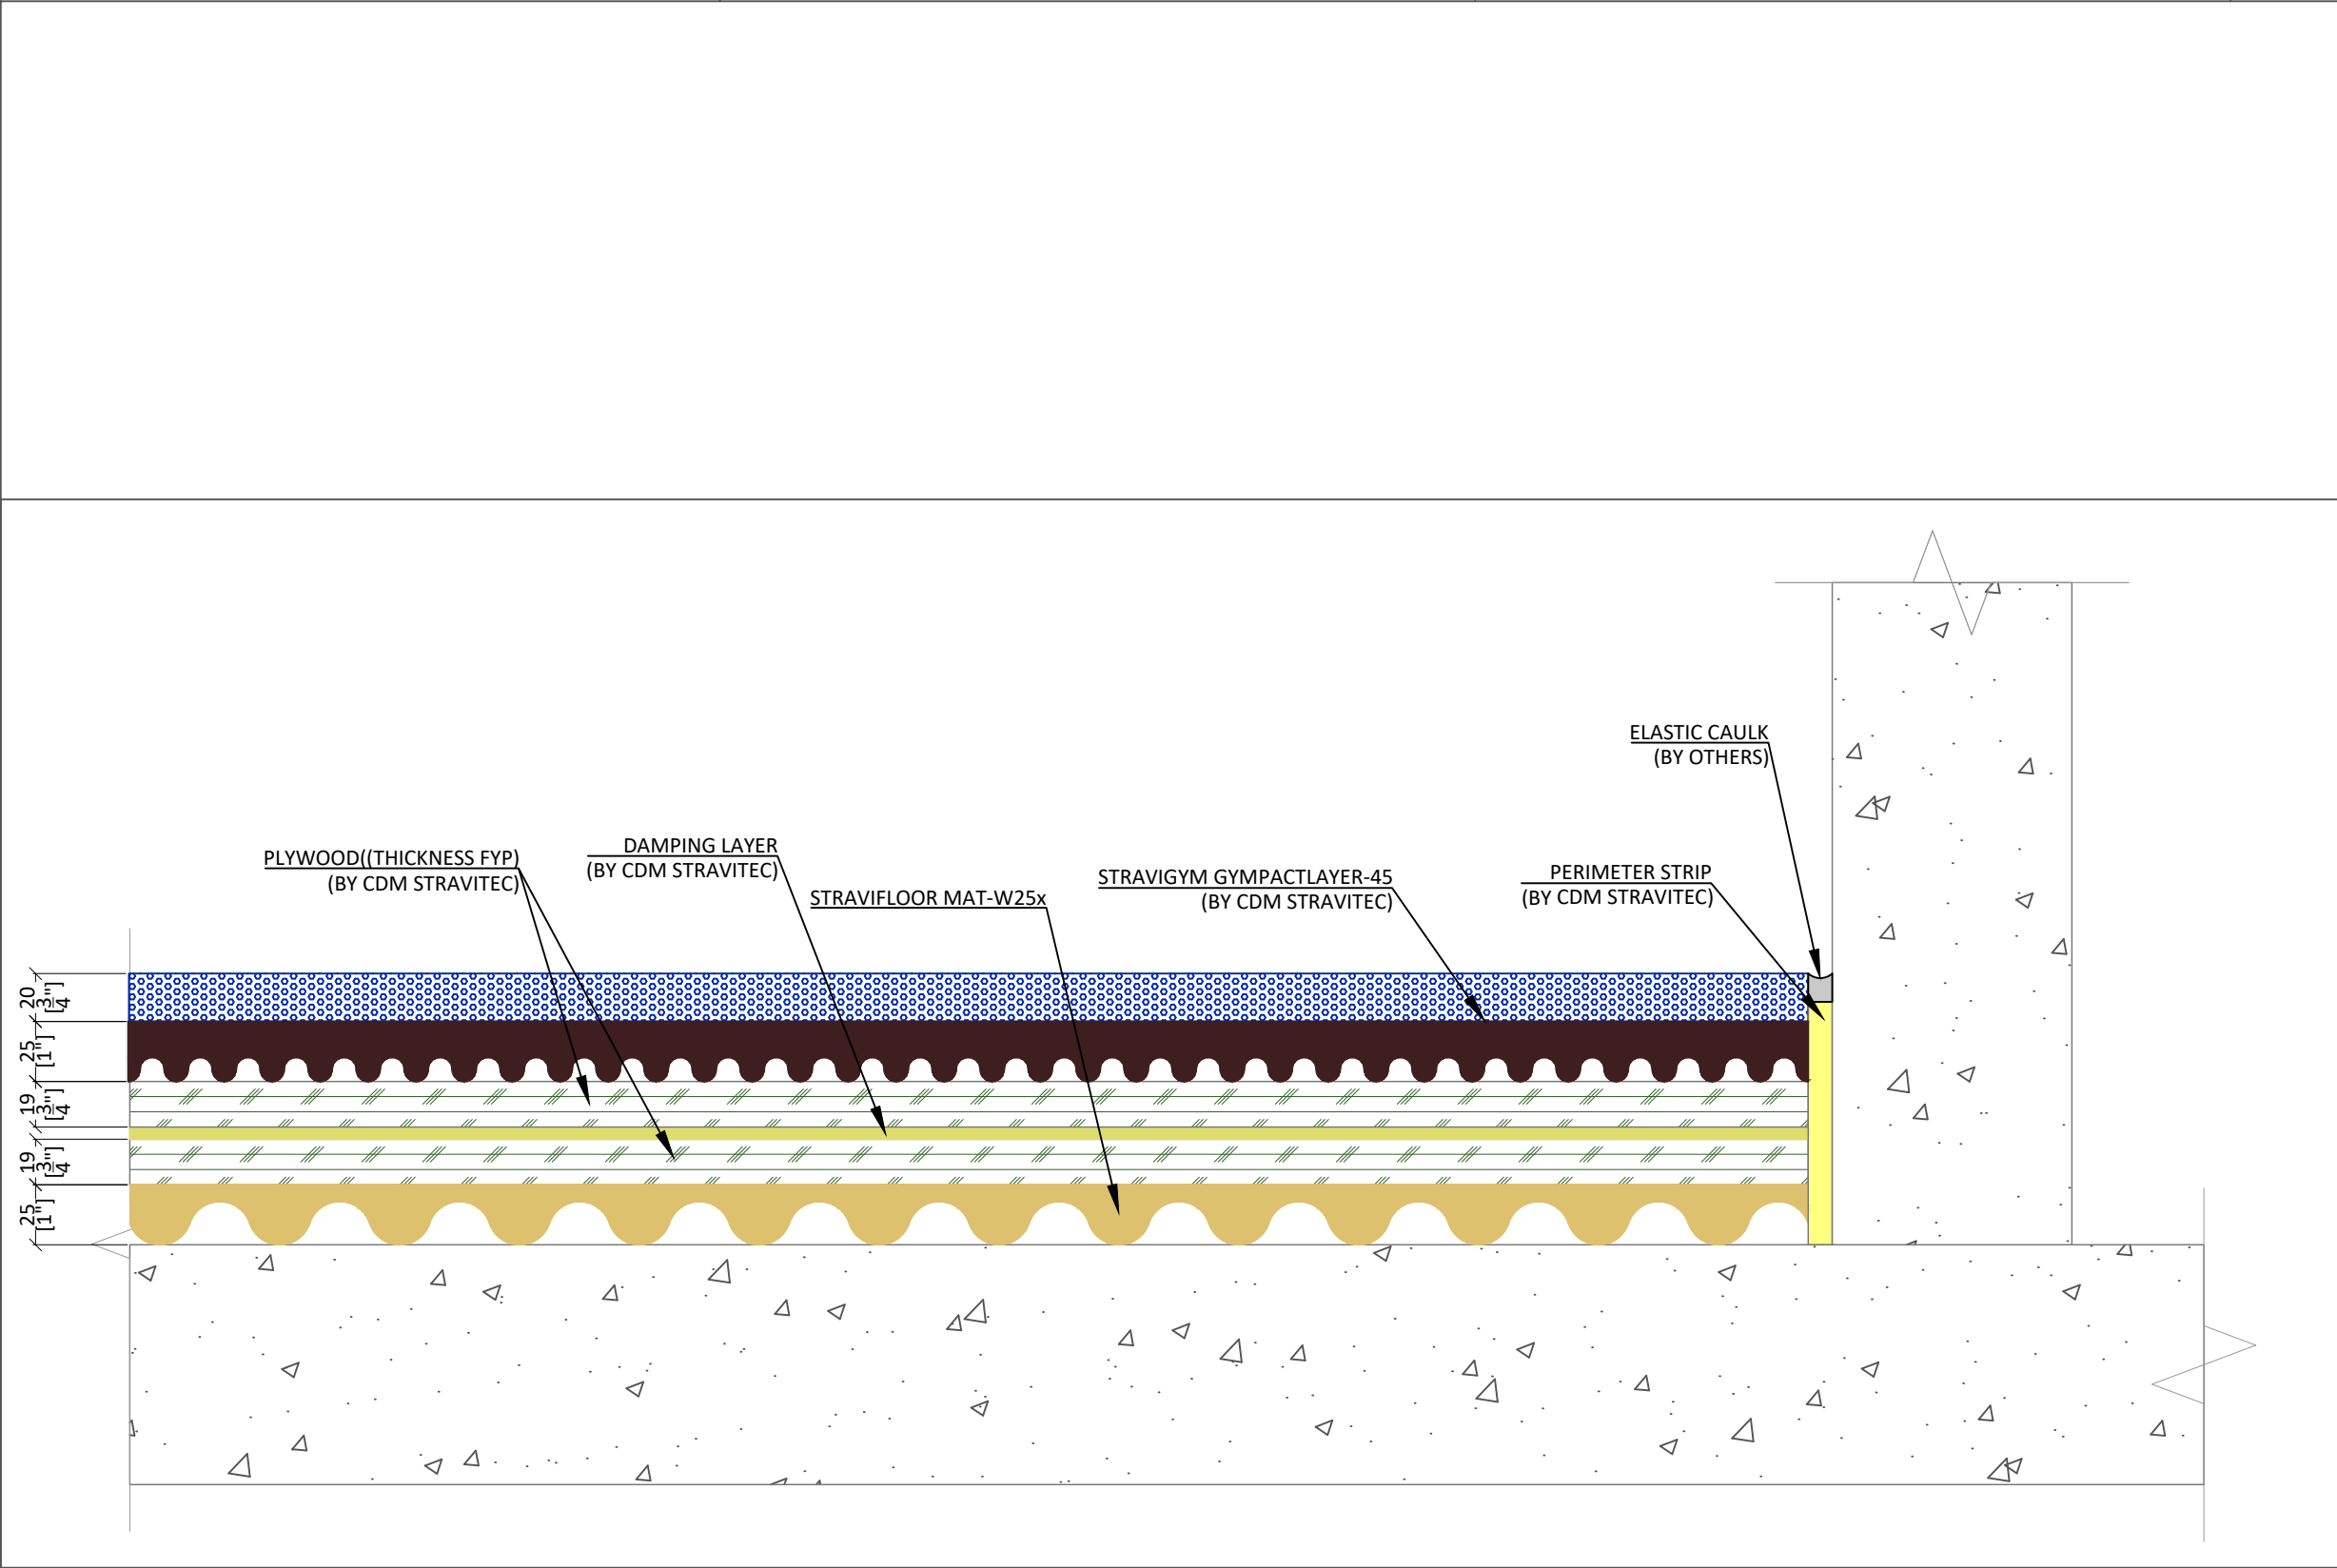 ELASTIC CAULK
(BY OTHERS)
PLYWOOD((THICKNESS FYP)
(BY CDM STRAVITEC)
DAMPING LAYER
(BY CDM STRAVITEC)
STRAVIFLOOR MAT-W25x
STRAVIGYM GYMPACTLAYER-45
(BY CDM STRAVITEC)
PERIMETER STRIP
(BY CDM STRAVITEC)
20
[3/4"]
25
[1"]
19
[3/4"]
19
[3/4"]
25
[1"]